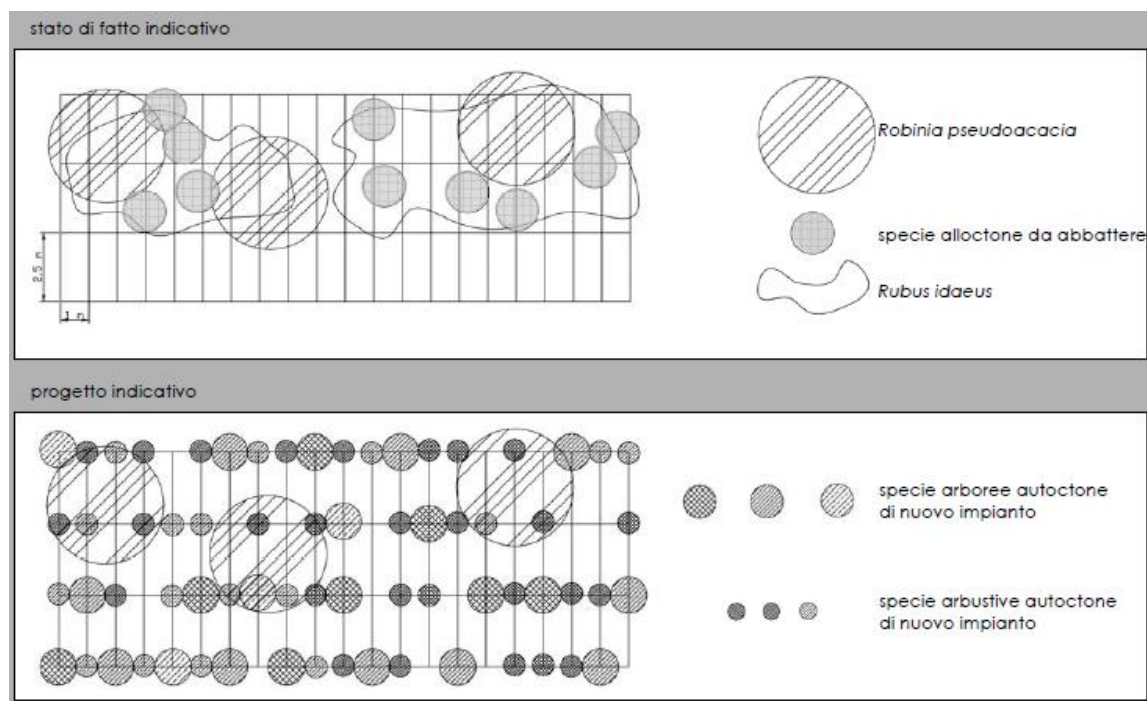 stato di fatto indicativo
Robinia pseudoacacia
specie alloctone da abbattere
Rubus idaeus
2,5 m
1 m
progetto indicativo
specie arboree autoctone
di nuovo impianto
specie arbustive autoctone
di nuovo impianto